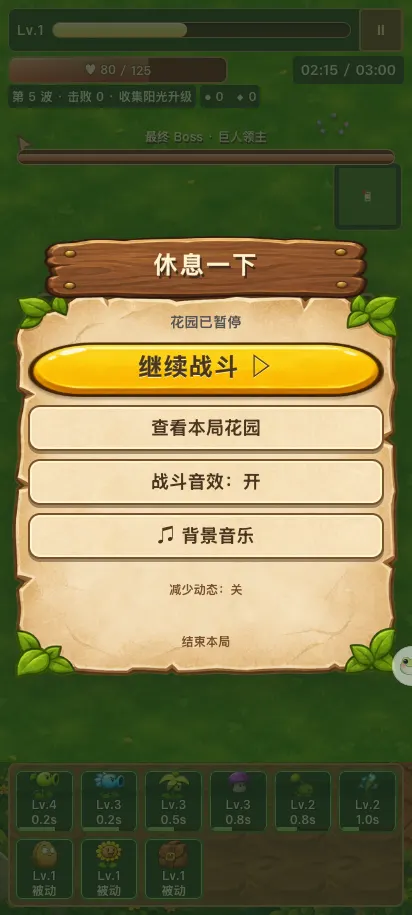 Lv.1
80 / 125
02:15 / 03:00
第 5 波 · 击败 0 · 收集阳光升级
0 0
最终 Boss · 巨人领主
休息一下
花园已暂停
继续战斗
查看本局花园
战斗音效：开
背景音乐
减少动态：关
结束本局
Lv.4 Lv.3 Lv.3 Lv.3 Lv.2 Lv.2
0.2s 0.2s 0.5s 0.8s 0.8s 1.0s
Lv.1 Lv.1 Lv.1
被动 被动 被动